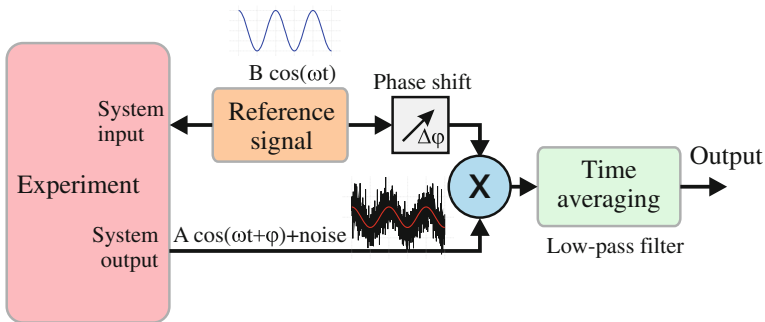 B cos(ωt)
Phase shift
System
input
Reference
signal
Δφ
Experiment
X
Time
averaging
Output
System
output
A cos(ωt+φ)+noise
Low-pass filter